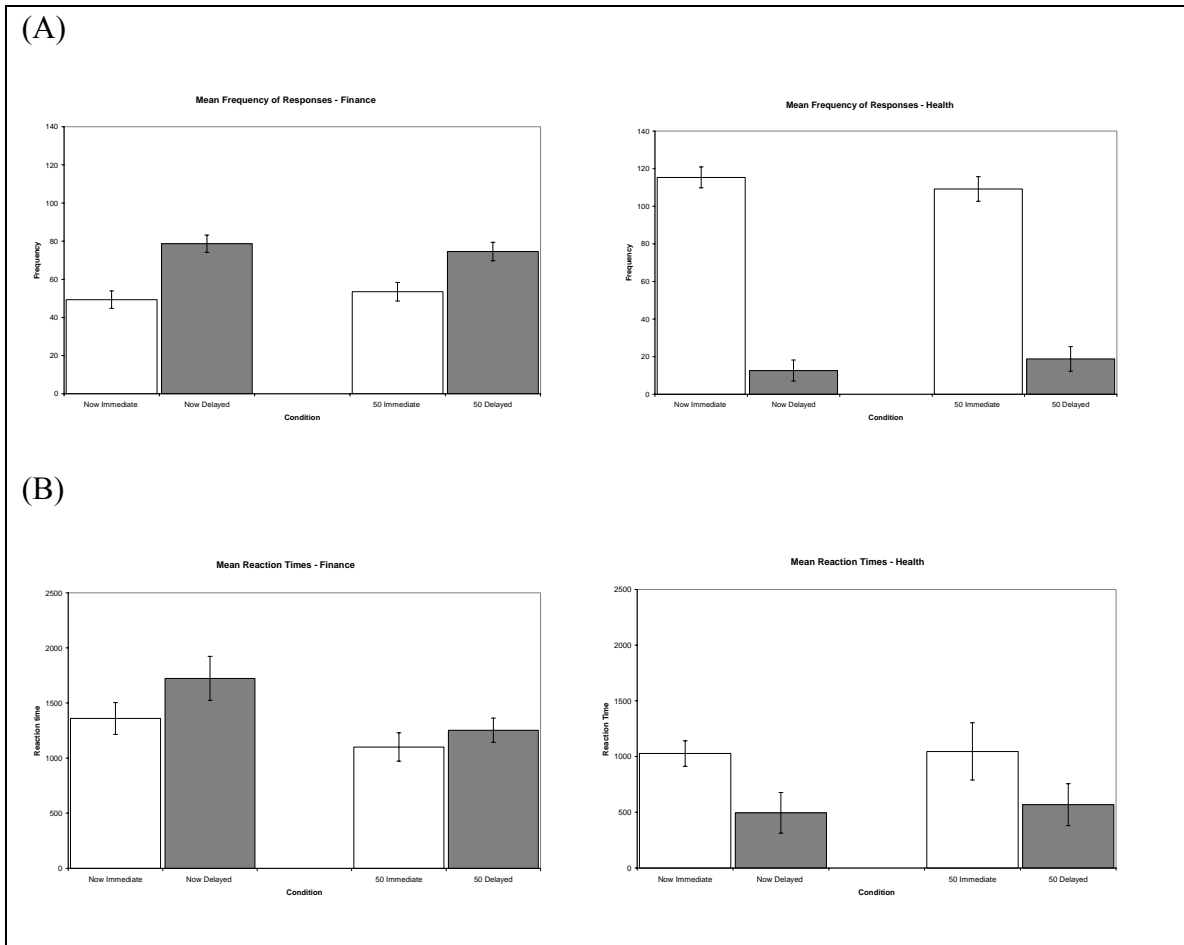 (A)
Mean Frequency of Responses - Finance
140
120
100
80
60
40
20
0
Frequency
Now Immediate Now Delayed 50 Immediate 50 Delayed
Condition
Mean Frequency of Responses - Health
140
120
100
80
60
40
20
0
Frequency
Now Immediate Now Delayed 50 Immediate 50 Delayed
Condition
(B)
Mean Reaction Times - Finance
2500
2000
1500
1000
500
0
Reaction time
Now Immediate Now Delayed 50 Immediate 50 Delayed
Condition
Mean Reaction Times - Health
2500
2000
1500
1000
500
0
Reaction Time
Now Immediate Now Delayed 50 Immediate 50 Delayed
Condition